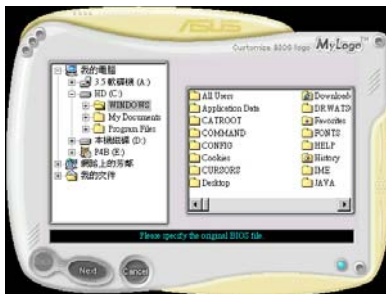 ASUS
Customize BIOS logo MyLogo™
我的電腦
3.5 軟碟機 (A:)
HD (C:)
WINDOWS
My Documents
Program Files
本機磁碟 (D:)
P4B (E:)
網路上的芳鄰
我的文件
All Users
Application Data
CATROOT
COMMAND
CONFIG
Cookies
CURSORS
Desktop
Download
DRWATS
Favorites
FONTS
HELP
History
IME
JAVA
Please specify the original BIOS file
Next
Cancel